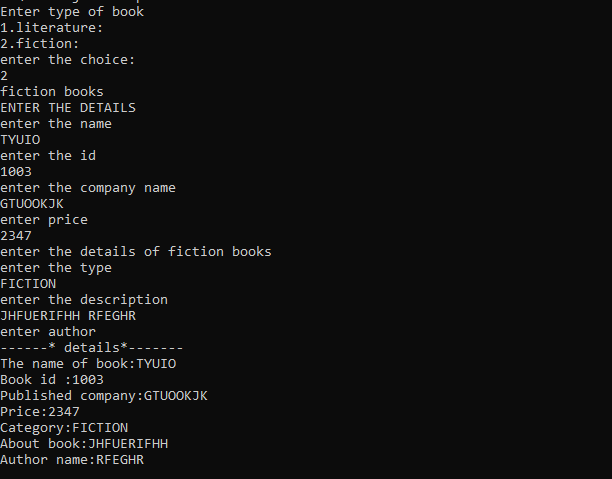 Enter type of book
1.literature:
2.fiction:
enter the choice:
2
fiction books
ENTER THE DETAILS
enter the name
TYUIO
enter the id
1003
enter the company name
GTUOOKJK
enter price
2347
enter the details of fiction books
enter the type
FICTION
enter the description
JHFUERIFHH RFEGHR
enter author
------* details*-------
The name of book:TYUIO
Book id :1003
Published company:GTUOOKJK
Price:2347
Category:FICTION
About book:JHFUERIFHH
Author name:RFEGHR